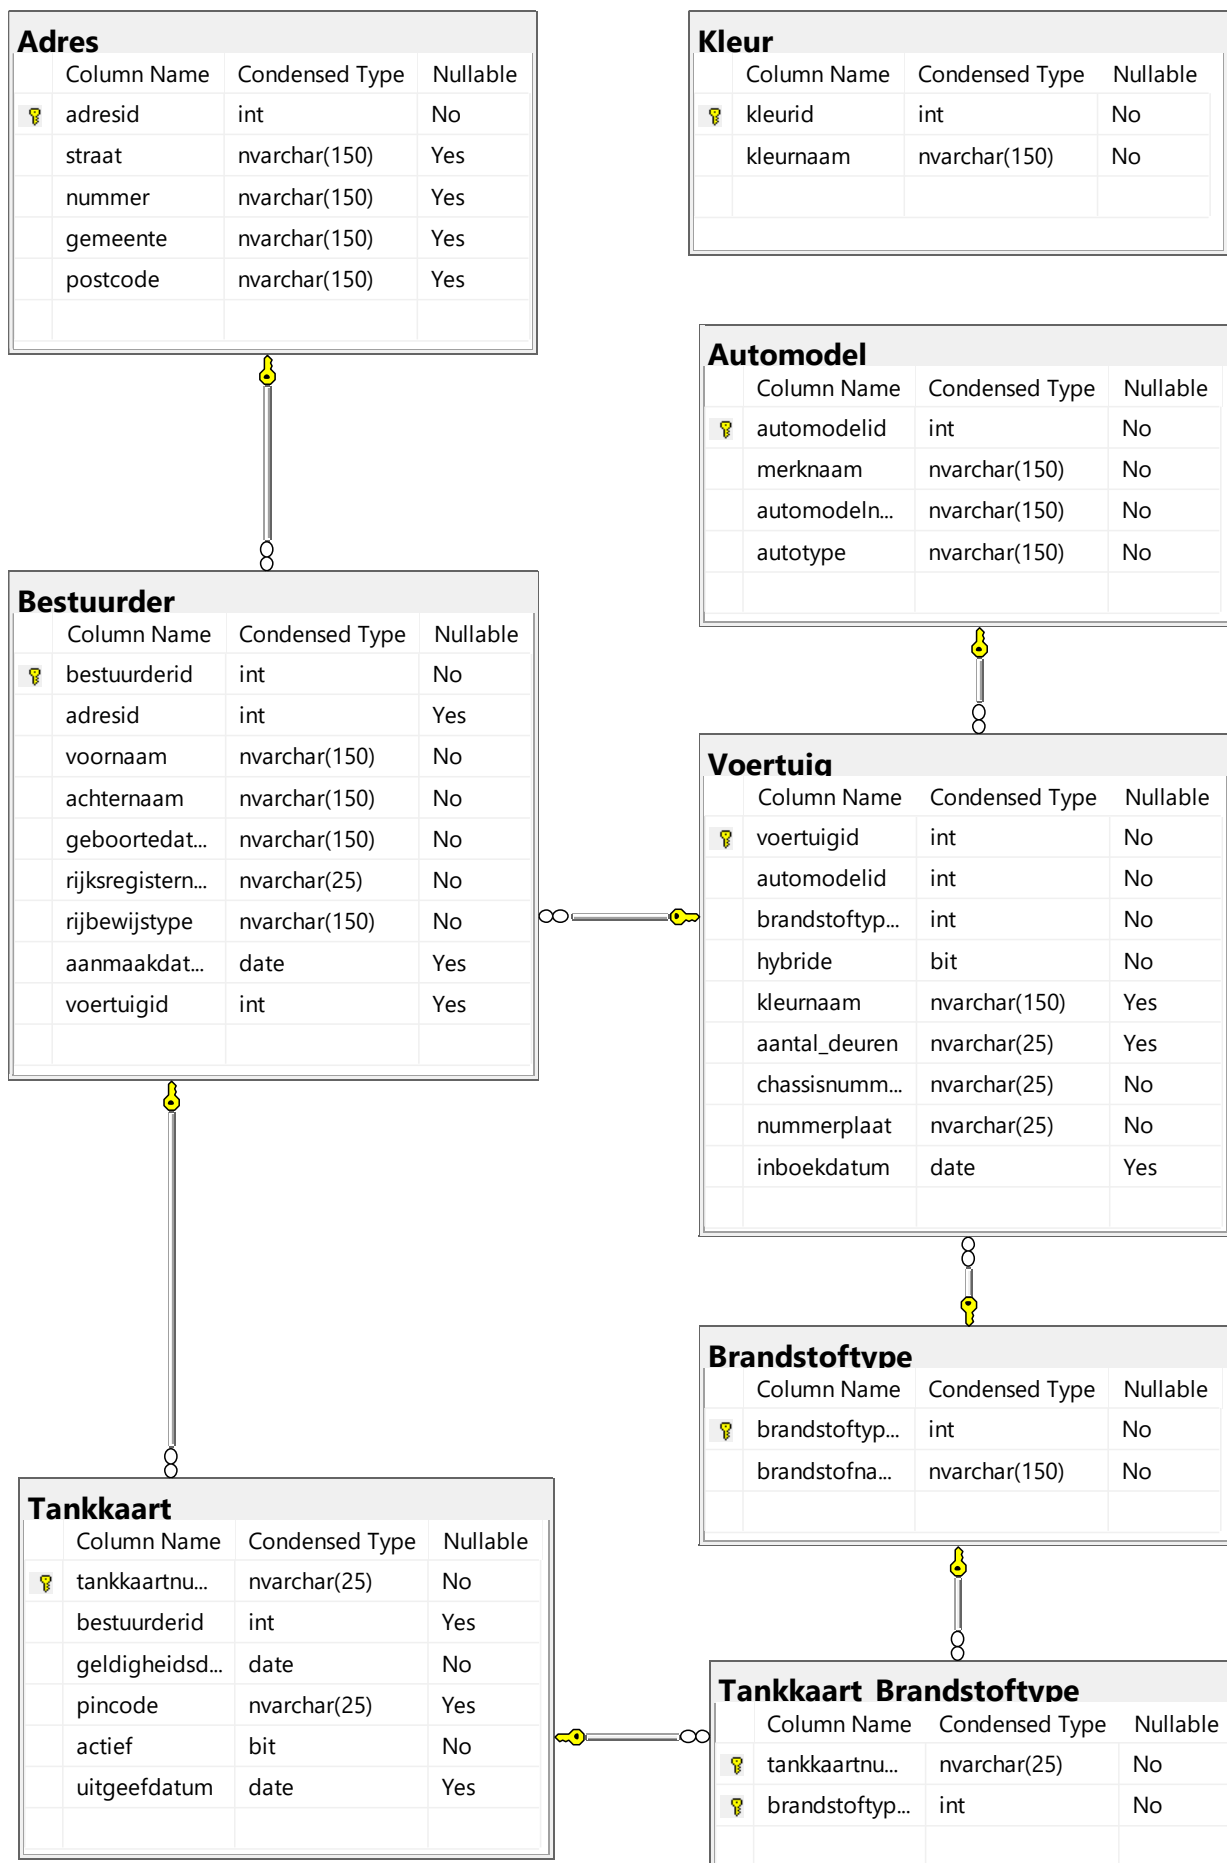 Adres
Column Name Condensed Type Nullable
adresid int No
straat nvarchar(150) Yes
nummer nvarchar(150) Yes
gemeente nvarchar(150) Yes
postcode nvarchar(150) Yes
Kleur
Column Name Condensed Type Nullable
kleurid int No
kleurnaam nvarchar(150) No
Automodel
Column Name Condensed Type Nullable
automodelid int No
merknaam nvarchar(150) No
automodeln... nvarchar(150) No
autotype nvarchar(150) No
Bestuurder
Column Name Condensed Type Nullable
bestuurderid int No
adresid int Yes
voornaam nvarchar(150) No
achternaam nvarchar(150) No
geboortedat... nvarchar(150) No
rijksregistern... nvarchar(25) No
rijbewijstype nvarchar(150) No
aanmaakdat... date Yes
voertuigid int Yes
Voertuig
Column Name Condensed Type Nullable
voertuigid int No
automodelid int No
brandstoftyp... int No
hybride bit No
kleurnaam nvarchar(150) Yes
aantal_deuren nvarchar(25) Yes
chassisnumm... nvarchar(25) No
nummerplaat nvarchar(25) No
inboekdatum date Yes
Brandstoftype
Column Name Condensed Type Nullable
brandstoftyp... int No
brandstofna... nvarchar(150) No
Tankkaart
Column Name Condensed Type Nullable
tankkaartnu... nvarchar(25) No
bestuurderid int Yes
geldigheidsd... date No
pincode nvarchar(25) Yes
actief bit No
uitgeefdatum date Yes
Tankkaart_Brandstoftype
Column Name Condensed Type Nullable
tankkaartnu... nvarchar(25) No
brandstoftyp... int No